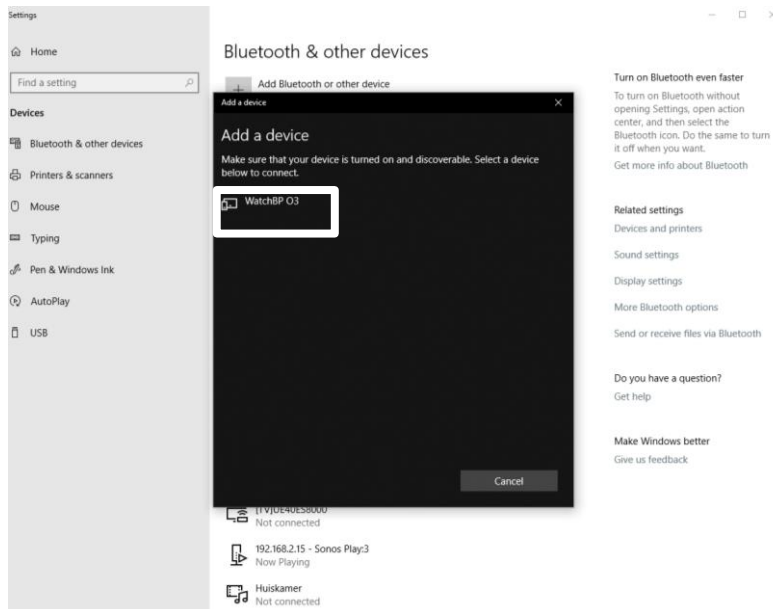 Settings
Home
Find a setting
Devices
Bluetooth & other devices
Printers & scanners
Mouse
Typing
Pen & Windows Ink
AutoPlay
USB
Bluetooth & other devices
Add Bluetooth or other device
Add a device
Add a device
Make sure that your device is turned on and discoverable. Select a device
below to connect.
WatchBP O3
Cancel
[TV]UE40ES8000
Not connected
192.168.2.15 - Sonos Play:3
Now Playing
Huiskamer
Not connected
Turn on Bluetooth even faster
To turn on Bluetooth without
opening Settings, open action
center, and then select the
Bluetooth icon. Do the same to turn
it off when you want.
Get more info about Bluetooth
Related settings
Devices and printers
Sound settings
Display settings
More Bluetooth options
Send or receive files via Bluetooth
Do you have a question?
Get help
Make Windows better
Give us feedback